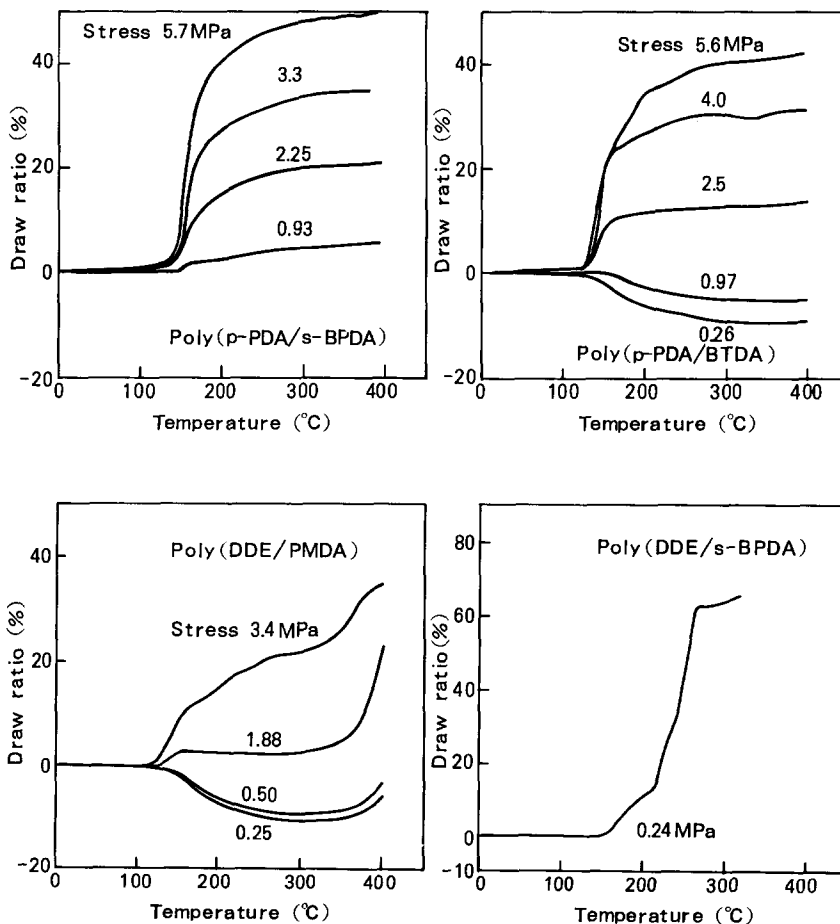 Stress 5.7MPa
3.3
2.25
0.93
Poly(p-PDA/s-BPDA)
40
20
0
-20
0 100 200 300 400
Draw ratio (%)
Temperature (°C)
Stress 5.6MPa
4.0
2.5
0.97
0.26
Poly(p-PDA/BTDA)
40
20
0
-20
0 100 200 300 400
Draw ratio (%)
Temperature (°C)
Poly(DDE/PMDA)
Stress 3.4MPa
1.88
0.50
0.25
40
20
0
-20
0 100 200 300 400
Draw ratio (%)
Temperature (°C)
Poly(DDE/s-BPDA)
0.24MPa
80
60
40
20
0
-10
0 100 200 300 400
Draw ratio(%)
Temperature (°C)